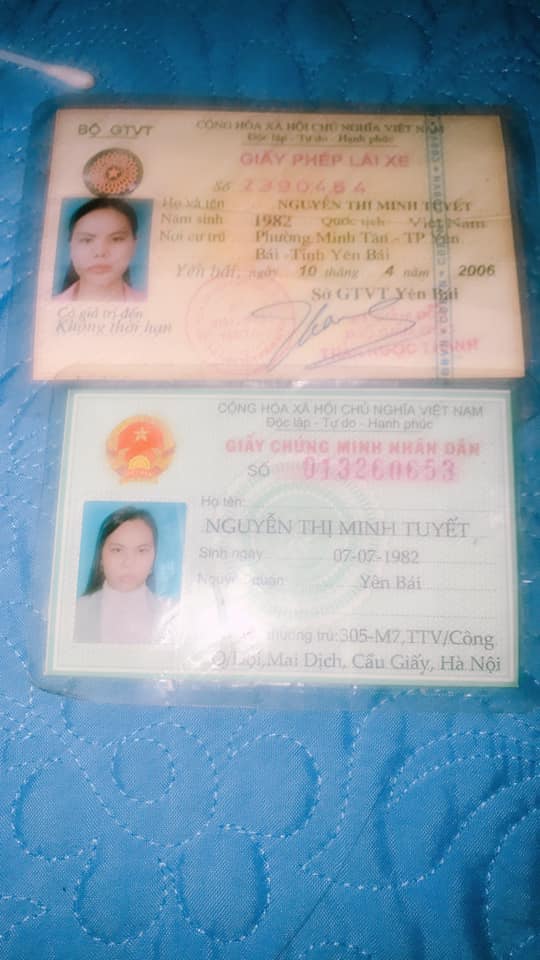 BỘ GTVT
CỘNG HÒA XÃ HỘI CHỦ NGHĨA VIỆT NAM
Độc lập - Tự do - Hạnh phúc
GIẤY PHÉP LÁI XE
Số
Họ và tên NGUYỄN THỊ MINH TUYẾT
Năm sinh 1982 Quốc tịch Việt Nam
Nơi cư trú Phường Minh Tân - TP Yên
Bái - Tỉnh Yên Bái
Yên bái, ngày 10 tháng 4 năm 2006
Sở GTVT Yên Bái
Có giá trị đến
Không thời hạn
CỘNG HÒA XÃ HỘI CHỦ NGHĨA VIỆT NAM
Độc lập - Tự do - Hạnh phúc
GIẤY CHỨNG MINH NHÂN DÂN
SỐ 013260653
Họ tên:
NGUYỄN THỊ MINH TUYẾT
Sinh ngày 07-07-1982
Nguyên quán Yên Bái
thường trú: 305-M7,TTV/Công
Mai Dịch, Cầu Giấy, Hà Nội